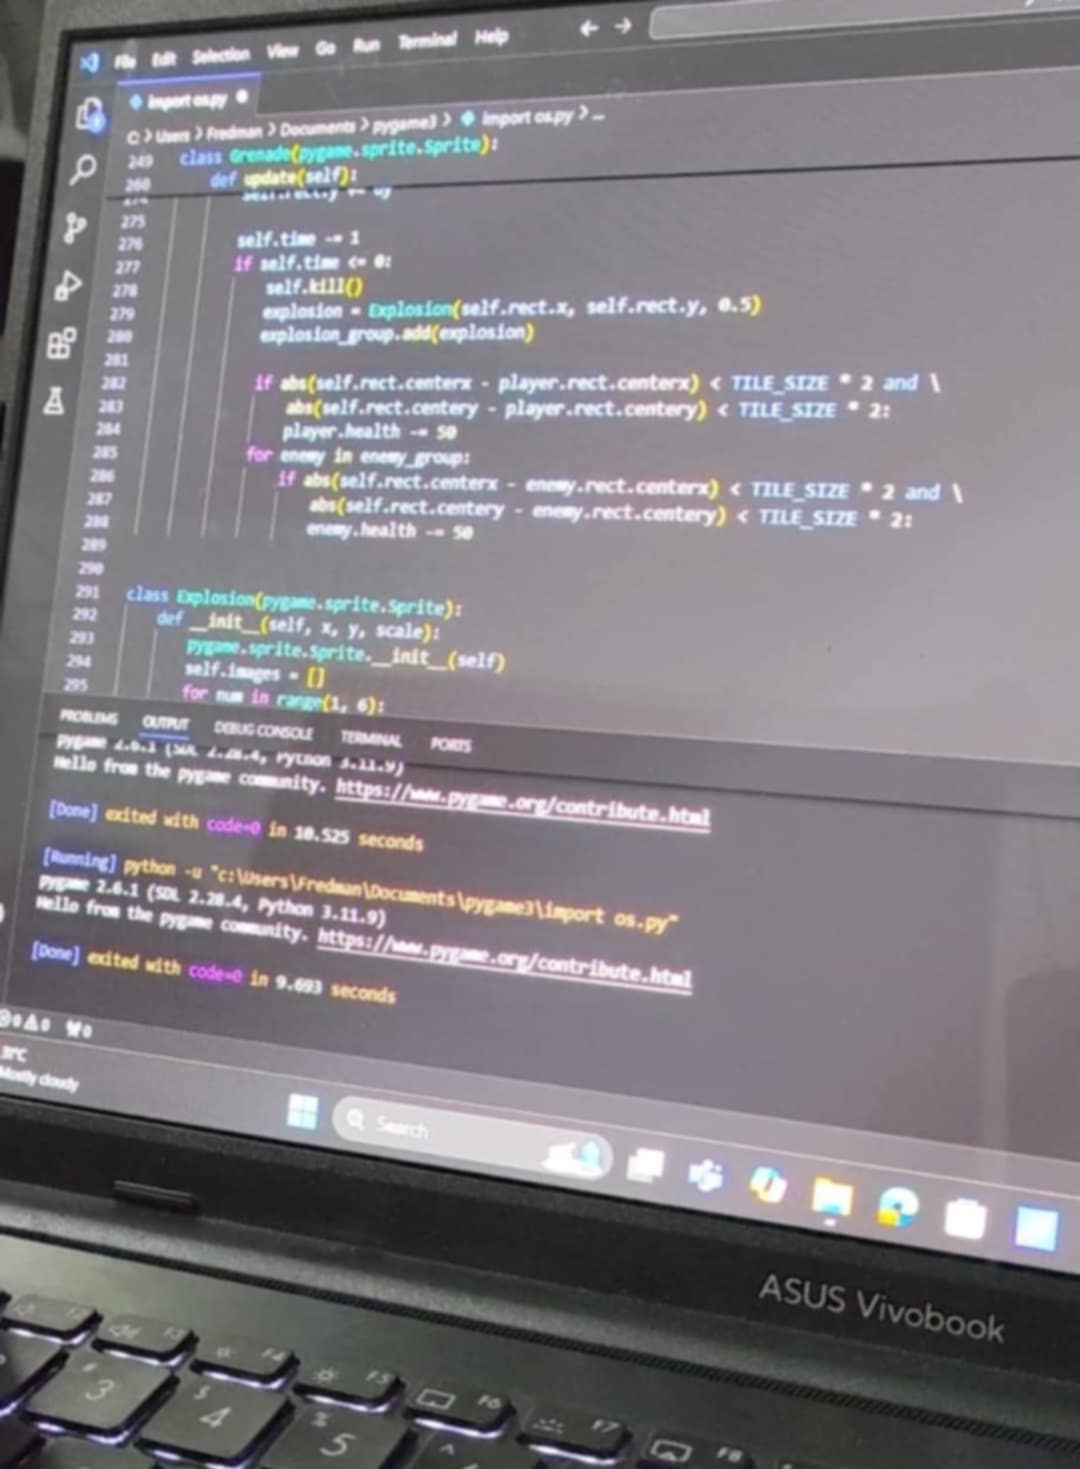 File Edit Selection View Go Run Terminal Help
import os.py
C: > Users > Fredman > Documents > pygame3 > import os.py > ...
249 class Grenade(pygame.sprite.Sprite):
260 def update(self):
274 self.rect.y += dy
275
276 self.time -= 1
277 if self.time <= 0:
278 self.kill()
279 explosion = Explosion(self.rect.x, self.rect.y, 0.5)
280 explosion_group.add(explosion)
281
282 if abs(self.rect.centerx - player.rect.centerx) < TILE_SIZE * 2 and \
283 abs(self.rect.centery - player.rect.centery) < TILE_SIZE * 2:
284 player.health -= 50
285 for enemy in enemy_group:
286 if abs(self.rect.centerx - enemy.rect.centerx) < TILE_SIZE * 2 and \
287 abs(self.rect.centery - enemy.rect.centery) < TILE_SIZE * 2:
288 enemy.health -= 50
289
290
291 class Explosion(pygame.sprite.Sprite):
292 def __init__(self, x, y, scale):
293 pygame.sprite.Sprite.__init__(self)
294 self.images = []
295 for num in range(1, 6):
PROBLEMS OUTPUT DEBUG CONSOLE TERMINAL PORTS
pygame 2.6.1 (SDL 2.28.4, Python 3.11.9)
Hello from the pygame community. https://www.pygame.org/contribute.html
[Done] exited with code=0 in 10.525 seconds
[Running] python -u "c:\Users\Fredman\Documents\pygame3\import os.py"
pygame 2.6.1 (SDL 2.28.4, Python 3.11.9)
Hello from the pygame community. https://www.pygame.org/contribute.html
[Done] exited with code=0 in 9.693 seconds
0 0 0
Mostly cloudy
Search
ASUS Vivobook
F3 F4 F5 F6 F7 F8
# 3 $ 4 % 5 ^